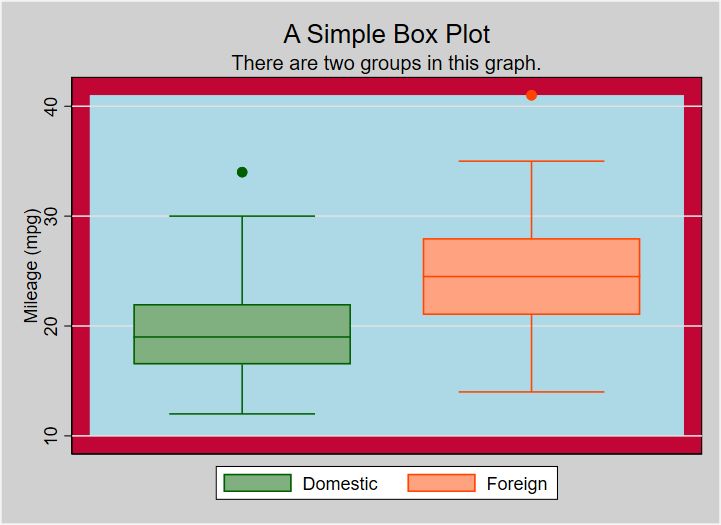 A Simple Box Plot
There are two groups in this graph.
Mileage (mpg)
40
30
20
10
Domestic
Foreign